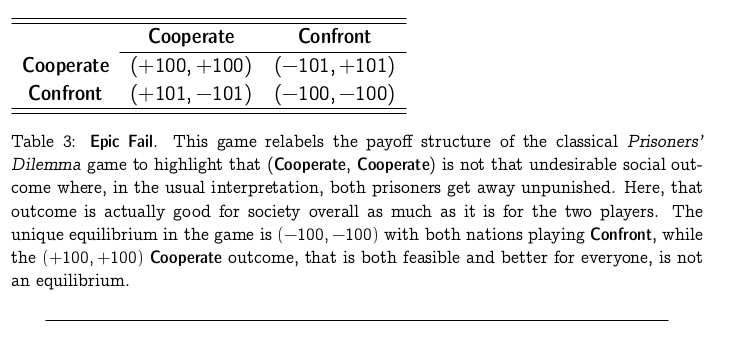 Cooperate Confront
Cooperate (+100, +100) (−101, +101)
Confront (+101, −101) (−100, −100)
Table 3: Epic Fail. This game relabels the payoff structure of the classical Prisoners’
Dilemma game to highlight that (Cooperate, Cooperate) is not that undesirable social out-
come where, in the usual interpretation, both prisoners get away unpunished. Here, that
outcome is actually good for society overall as much as it is for the two players. The
unique equilibrium in the game is (−100, −100) with both nations playing Confront, while
the (+100, +100) Cooperate outcome, that is both feasible and better for everyone, is not
an equilibrium.